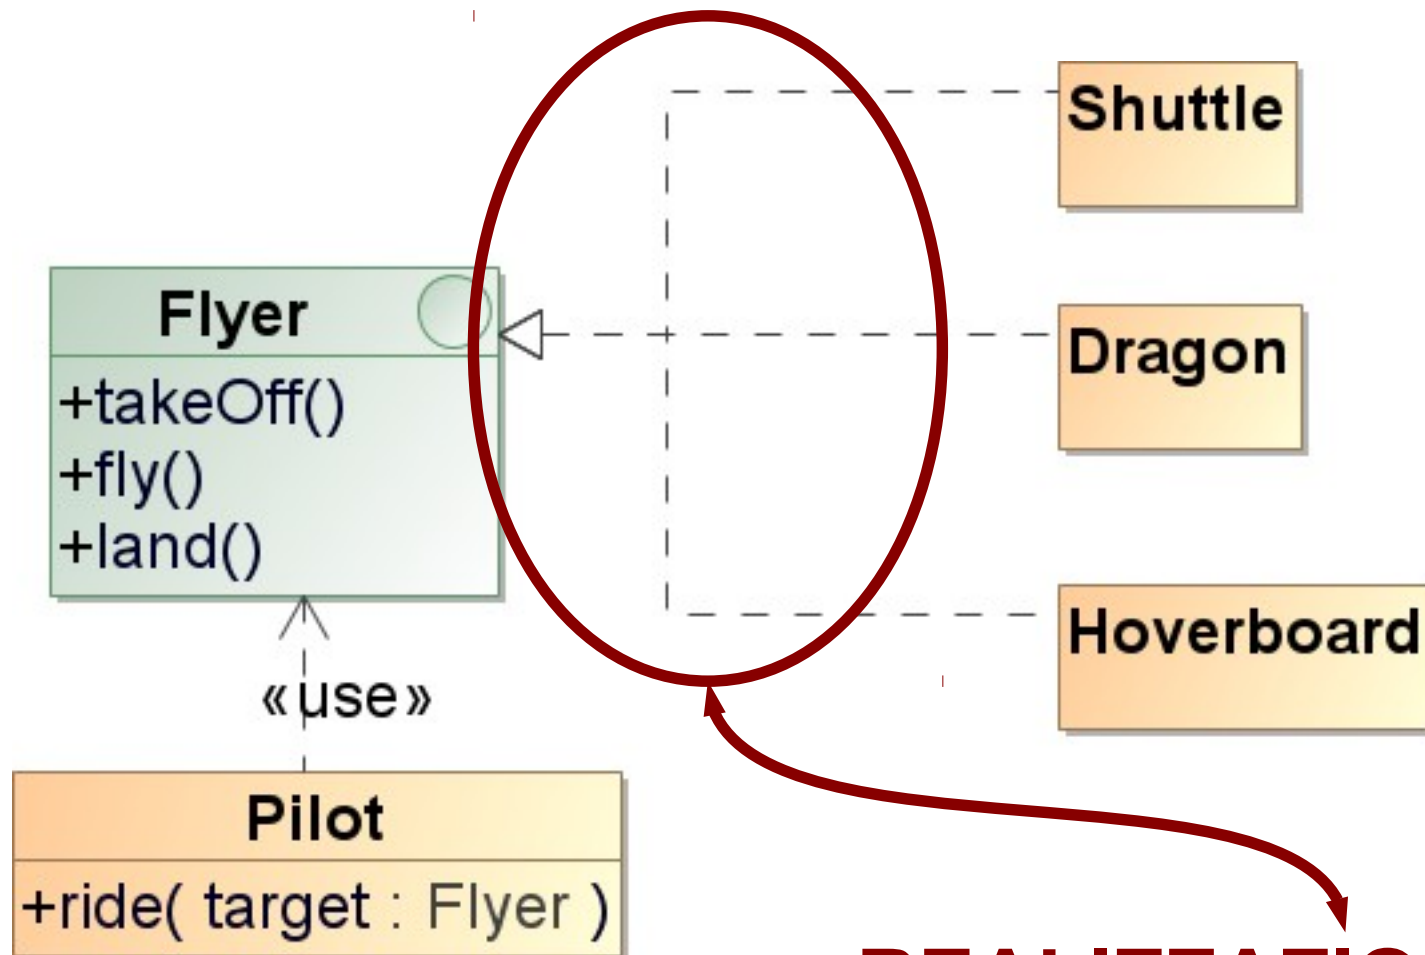 Shuttle
Flyer
+takeOff()
+fly()
+land()
Dragon
Hoverboard
«use»
Pilot
+ride( target : Flyer )